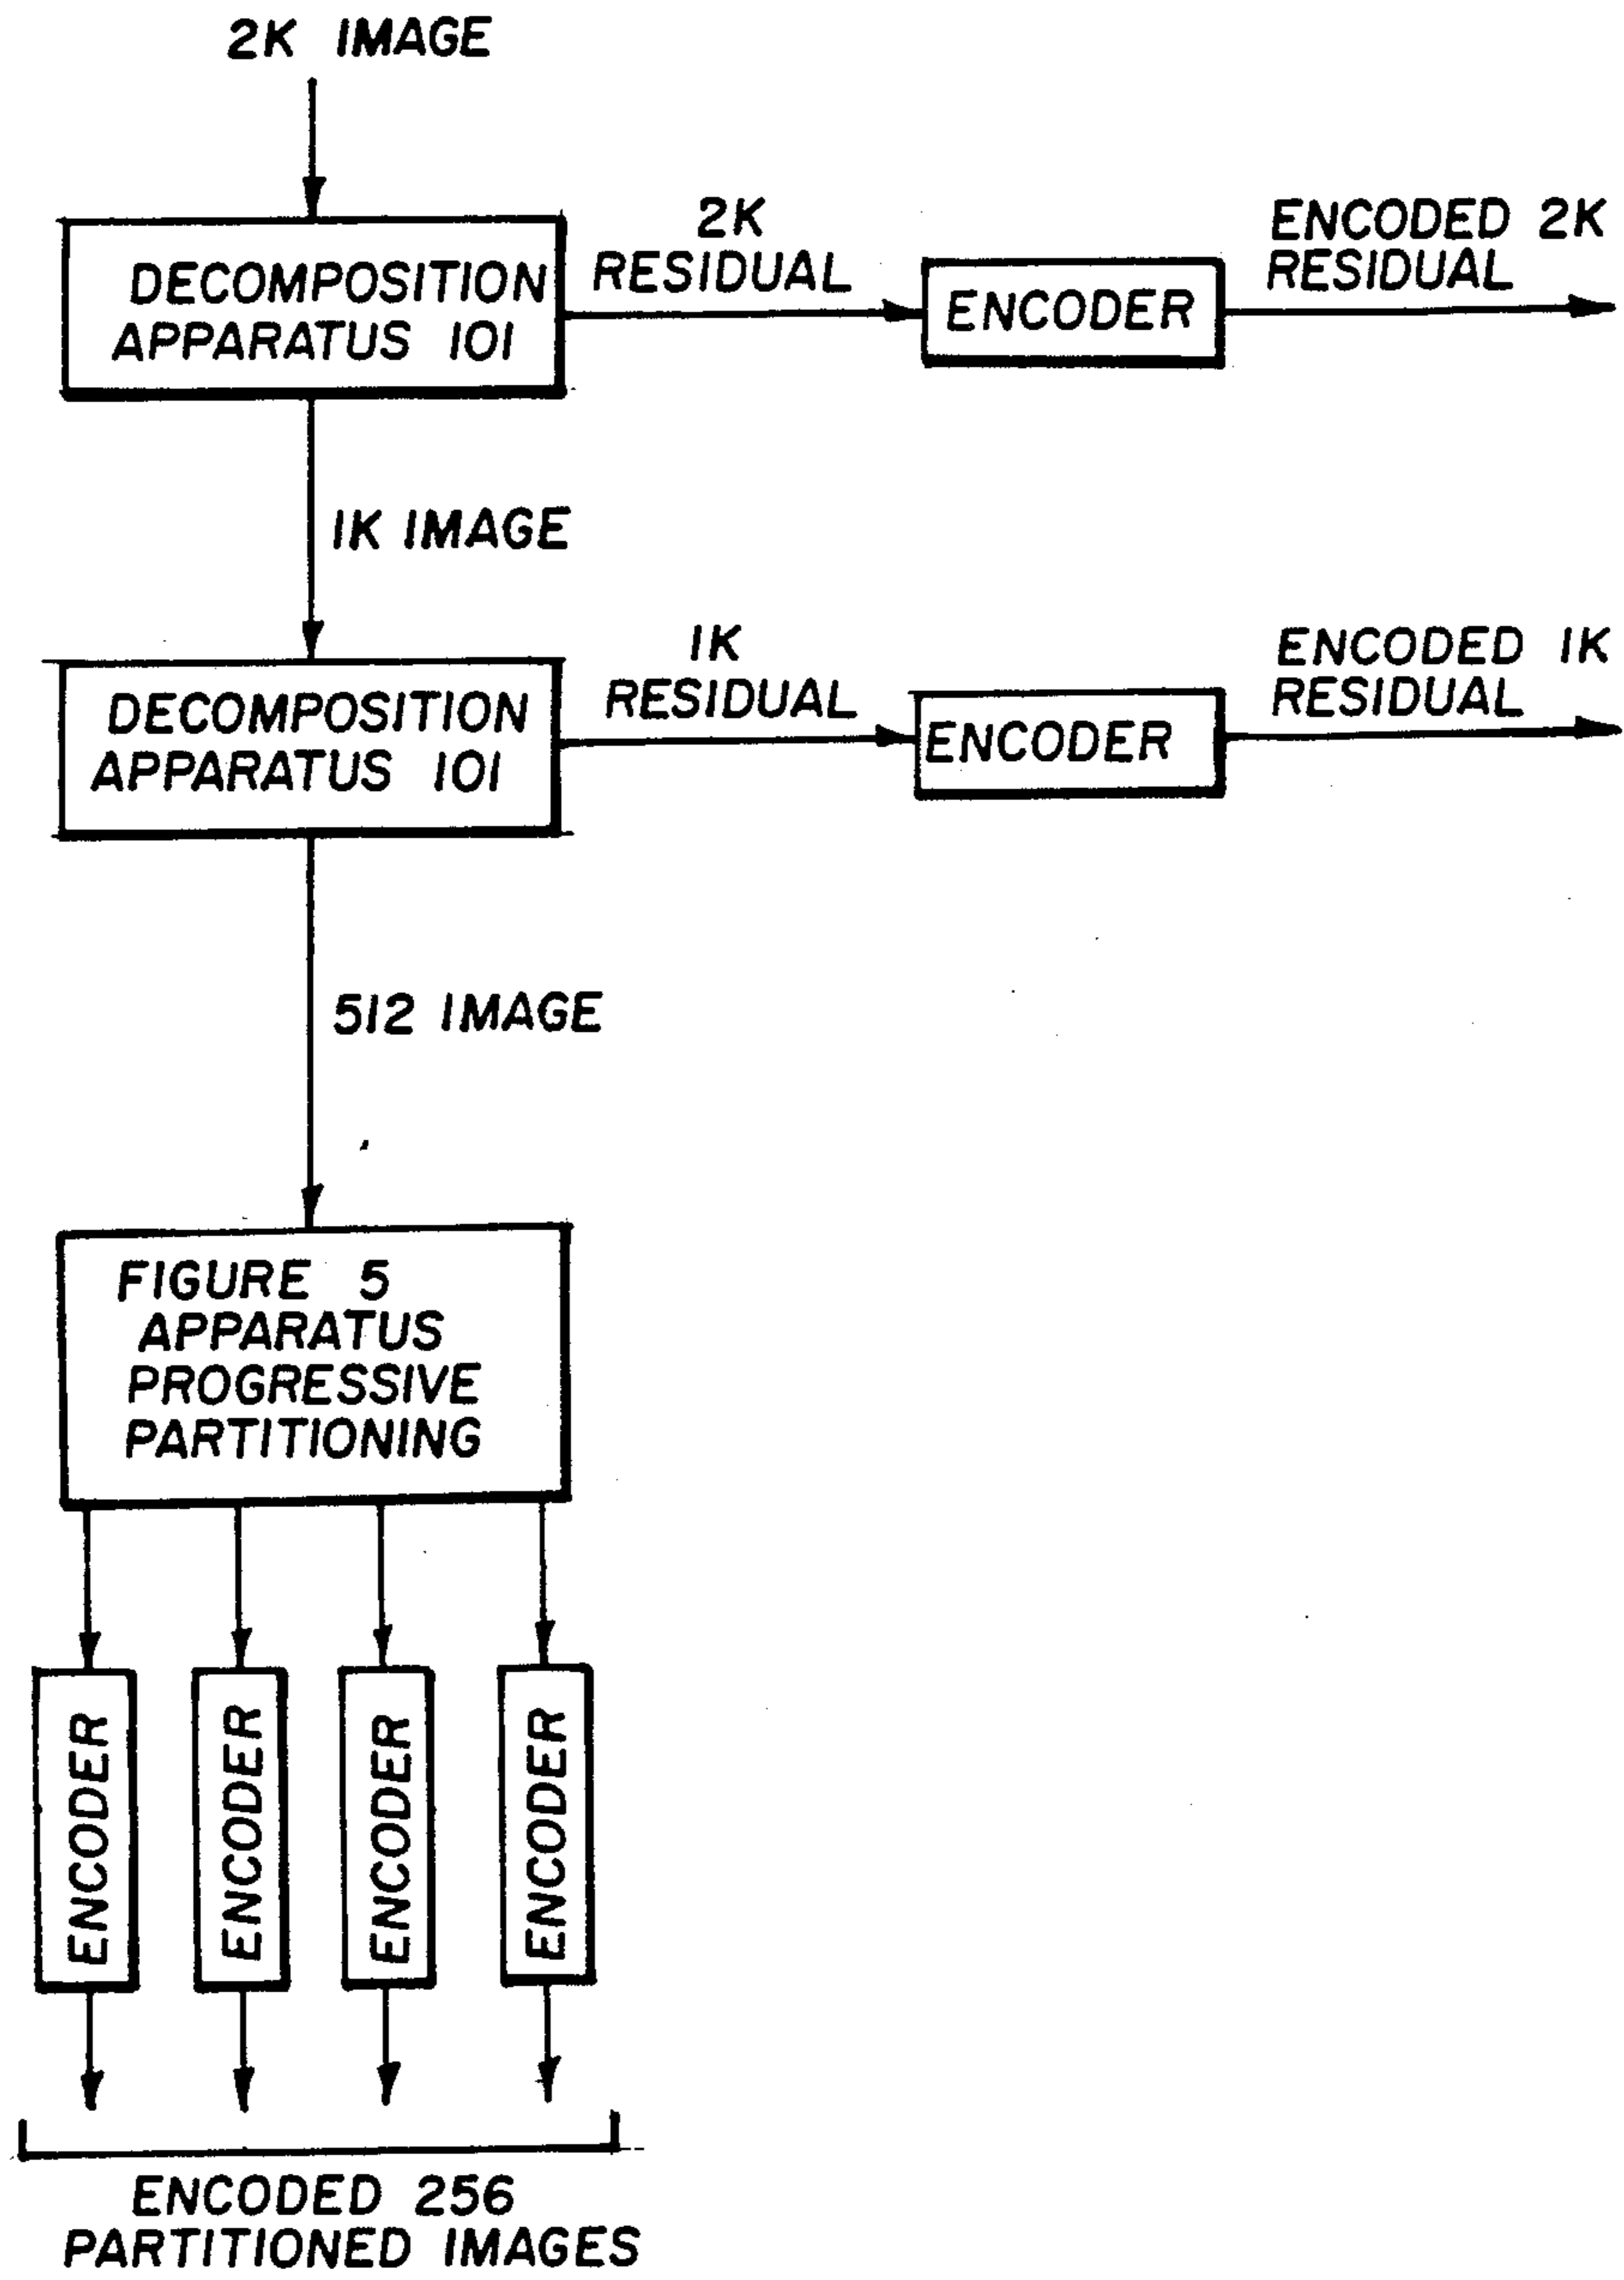 2K IMAGE
DECOMPOSITION
APPARATUS 101
2K
RESIDUAL
ENCODER
ENCODED 2K
RESIDUAL
1K IMAGE
DECOMPOSITION
APPARATUS 101
1K
RESIDUAL
ENCODER
ENCODED 1K
RESIDUAL
512 IMAGE
FIGURE 5
APPARATUS
PROGRESSIVE
PARTITIONING
ENCODER
ENCODER
ENCODER
ENCODER
ENCODED 256
PARTITIONED IMAGES